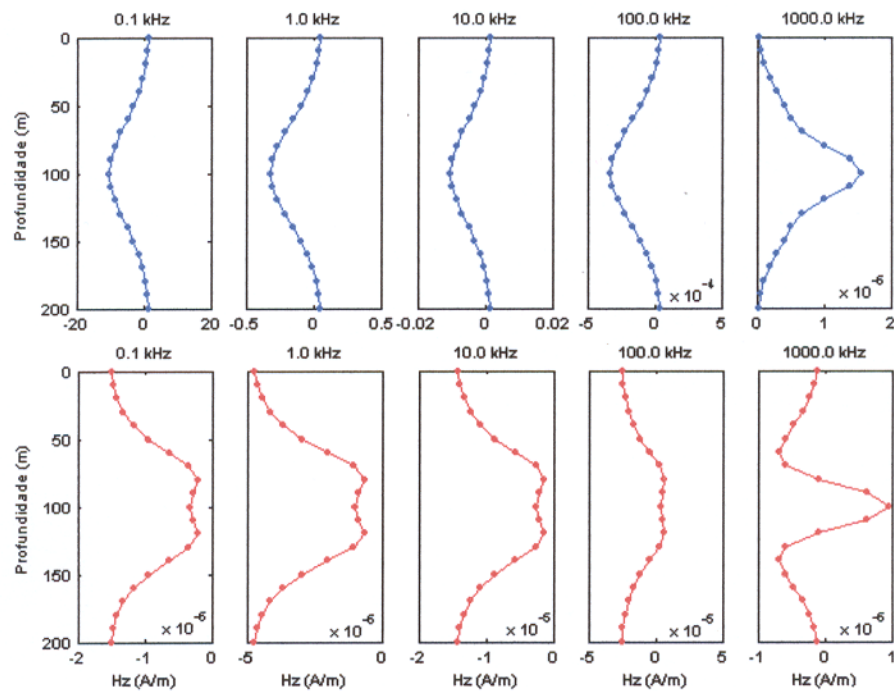 0.1 kHz 1.0 kHz 10.0 kHz 100.0 kHz 1000.0 kHz
0
50
100
150
200
Profundidade (m)
× 10⁻⁴ × 10⁻⁶
-20 0 20 -0.5 0 0.5 -0.02 0 0.02 -5 0 5 0 1 2
0.1 kHz 1.0 kHz 10.0 kHz 100.0 kHz 1000.0 kHz
0
50
100
150
200
Profundidade (m)
× 10⁻⁶ × 10⁻⁶ × 10⁻⁵ × 10⁻⁵ × 10⁻⁶
-2 -1 0 -5 0 -2 -1 0 -5 0 5 -1 0 1
Hz (A/m) Hz (A/m) Hz (A/m) Hz (A/m) Hz (A/m)